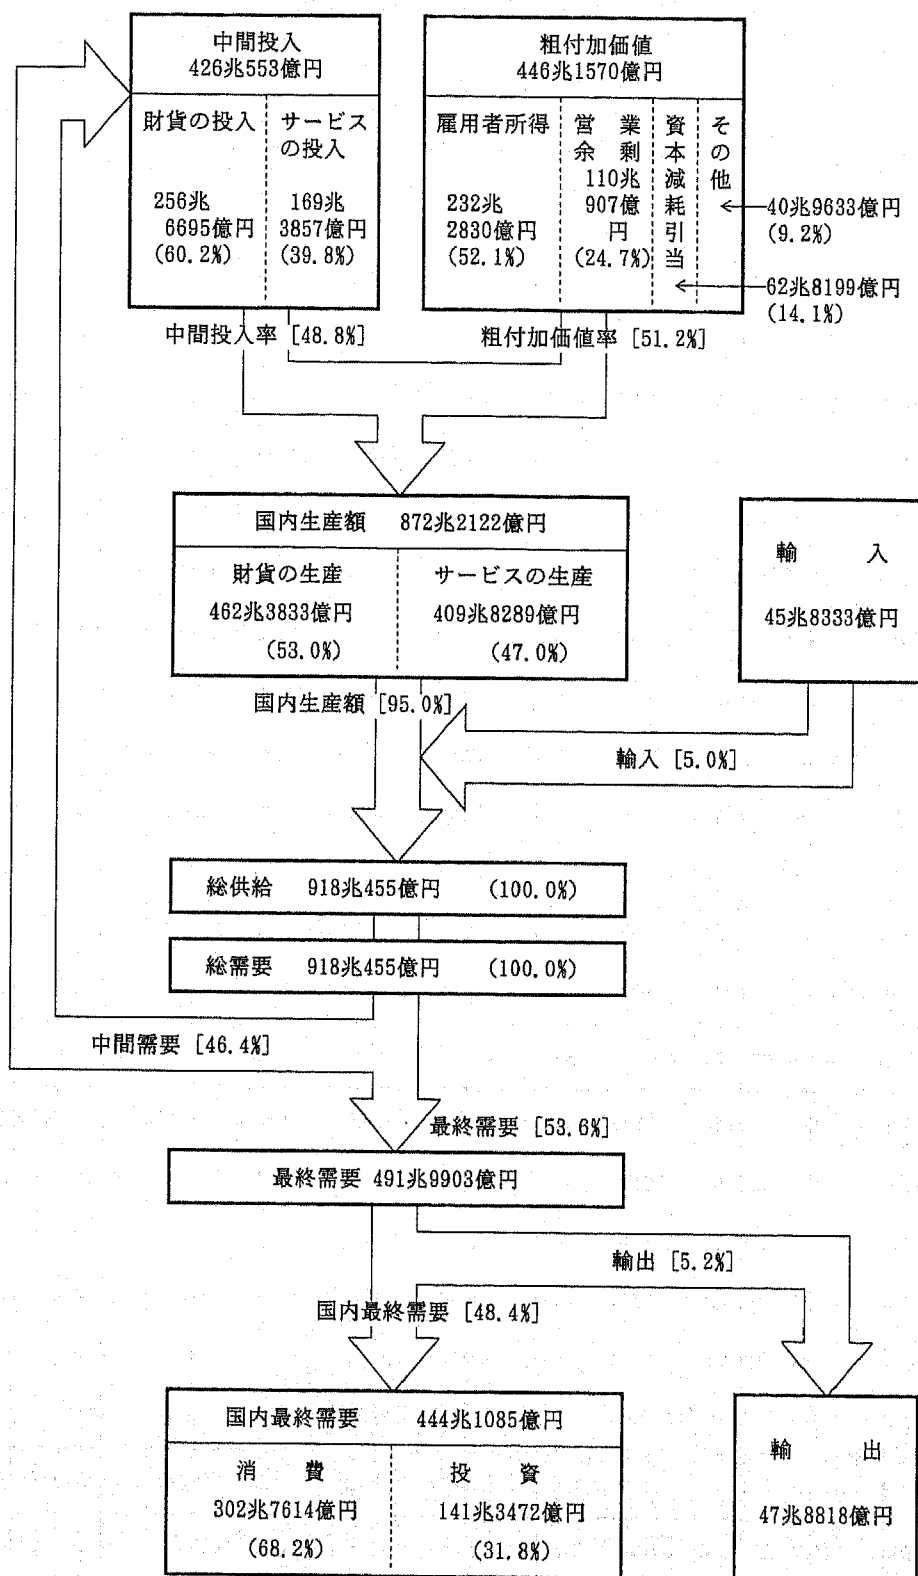 中間投入
426兆553億円
財貨の投入
256兆
6695億円
(60.2%)
サービス
の投入
169兆
3857億円
(39.8%)
粗付加価値
446兆1570億円
雇用者所得
232兆
2830億円
(52.1%)
営業
余剰
110兆
907億
円
(24.7%)
資本減耗引当
その他
40兆9633億円
(9.2%)
62兆8199億円
(14.1%)
中間投入率 [48.8%]
粗付加価値率 [51.2%]
国内生産額 872兆2122億円
財貨の生産
462兆3833億円
(53.0%)
サービスの生産
409兆8289億円
(47.0%)
輸 入
45兆8333億円
国内生産額 [95.0%]
輸入 [5.0%]
総供給 918兆455億円 (100.0%)
総需要 918兆455億円 (100.0%)
中間需要 [46.4%]
最終需要 [53.6%]
最終需要 491兆9903億円
輸出 [5.2%]
国内最終需要 [48.4%]
国内最終需要 444兆1085億円
消 費
302兆7614億円
(68.2%)
投 資
141兆3472億円
(31.8%)
輸 出
47兆8818億円